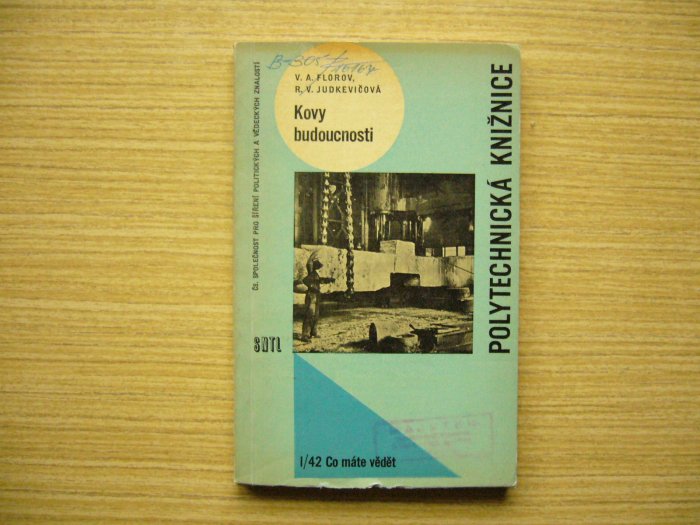 V. A. FLOROV,
R. V. JUDKEVIČOVÁ
Kovy
budoucnosti
ČS. SPOLEČNOST PRO ŠÍŘENÍ POLITICKÝCH A VĚDECKÝCH ZNALOSTÍ
POLYTECHNICKÁ KNIŽNICE
SNTL
I/42 Co máte vědět